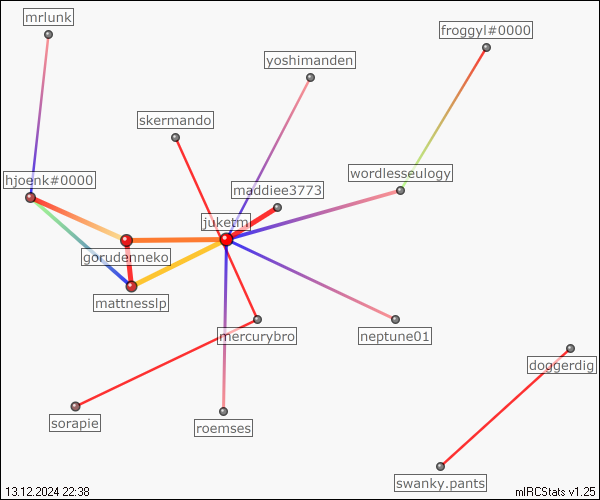 mrlunk
froggyl#0000
yoshimanden
skermando
wordlesseulogy
hjoenk#0000
maddiee3773
juketm
gorudenneko
mattnesslp
mercurybro
neptune01
doggerdig
sorapie
roemses
swanky.pants
13.12.2024 22:38
mIRCStats v1.25